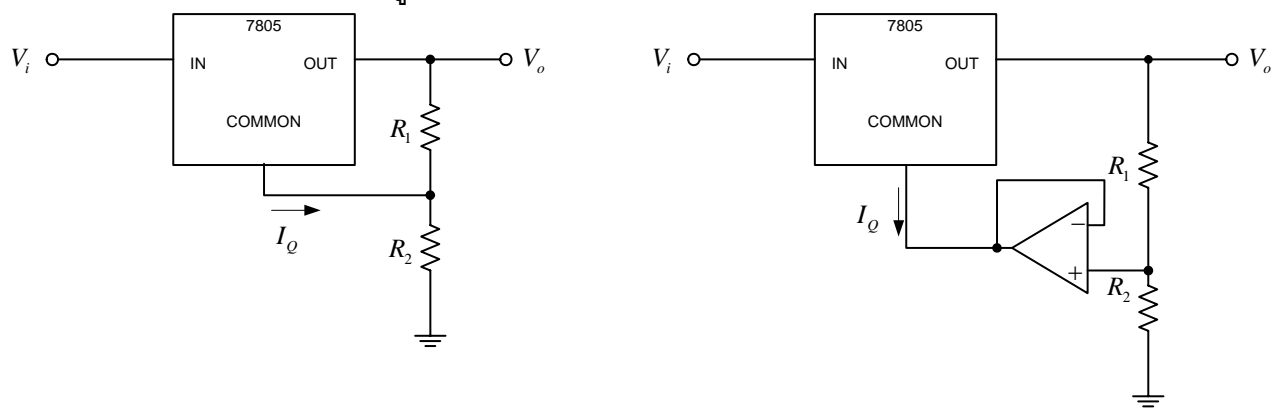 7805
V_i
IN
OUT
V_o
COMMON
R_1
I_Q
R_2
7805
V_i
IN
OUT
V_o
COMMON
R_1
I_Q
−
+
R_2